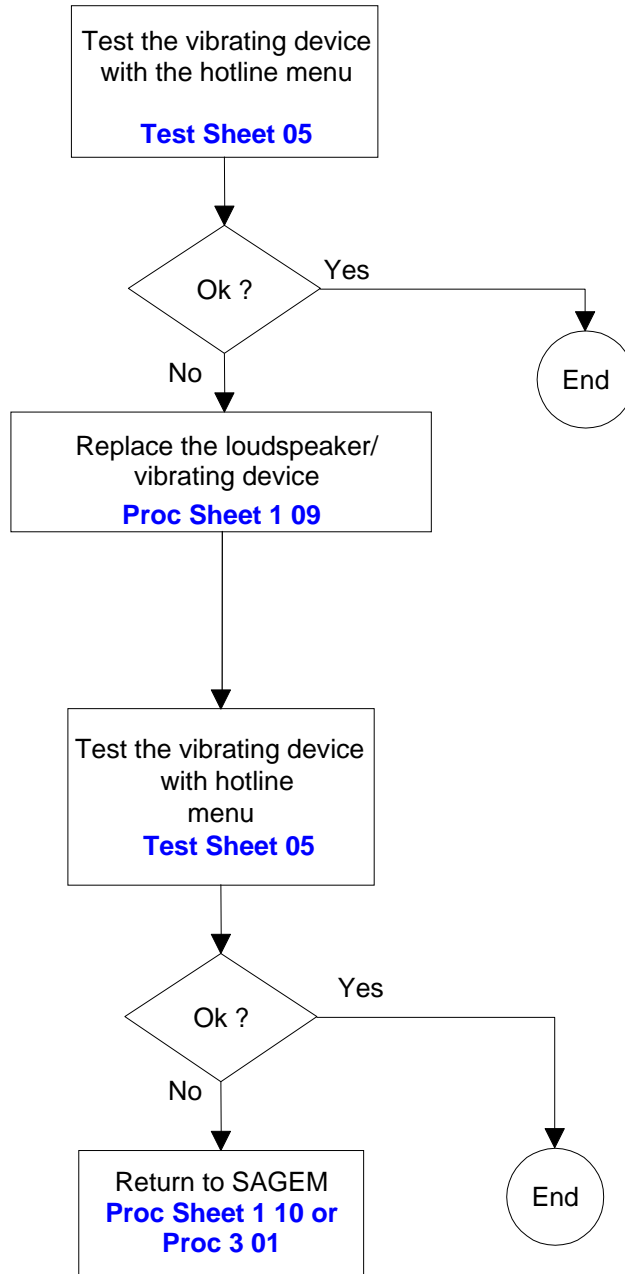 Test the vibrating device
with the hotline menu
Test Sheet 05
Ok ?
Yes
No
End
Replace the loudspeaker/
vibrating device
Proc Sheet 1 09
Test the vibrating device
with hotline
menu
Test Sheet 05
Ok ?
Yes
No
End
Return to SAGEM
Proc Sheet 1 10 or
Proc 3 01